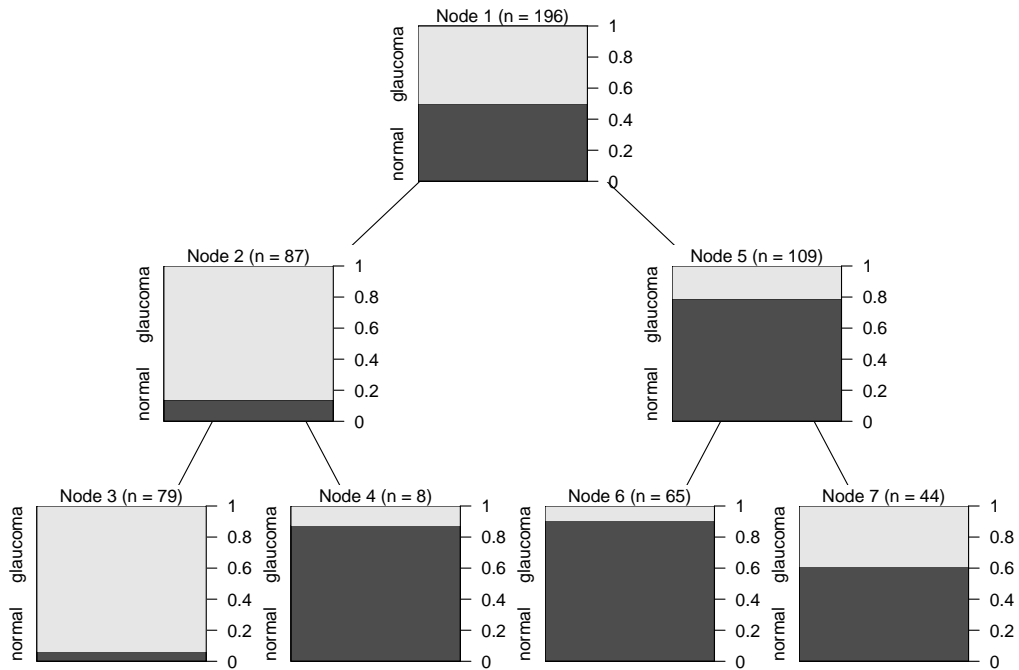 Node 1 (n = 196)
glaucoma
normal
1
0.8
0.6
0.4
0.2
0
Node 2 (n = 87)
glaucoma
normal
1
0.8
0.6
0.4
0.2
0
Node 5 (n = 109)
glaucoma
normal
1
0.8
0.6
0.4
0.2
0
Node 3 (n = 79)
glaucoma
normal
1
0.8
0.6
0.4
0.2
0
Node 4 (n = 8)
glaucoma
normal
1
0.8
0.6
0.4
0.2
0
Node 6 (n = 65)
glaucoma
normal
1
0.8
0.6
0.4
0.2
0
Node 7 (n = 44)
glaucoma
normal
1
0.8
0.6
0.4
0.2
0